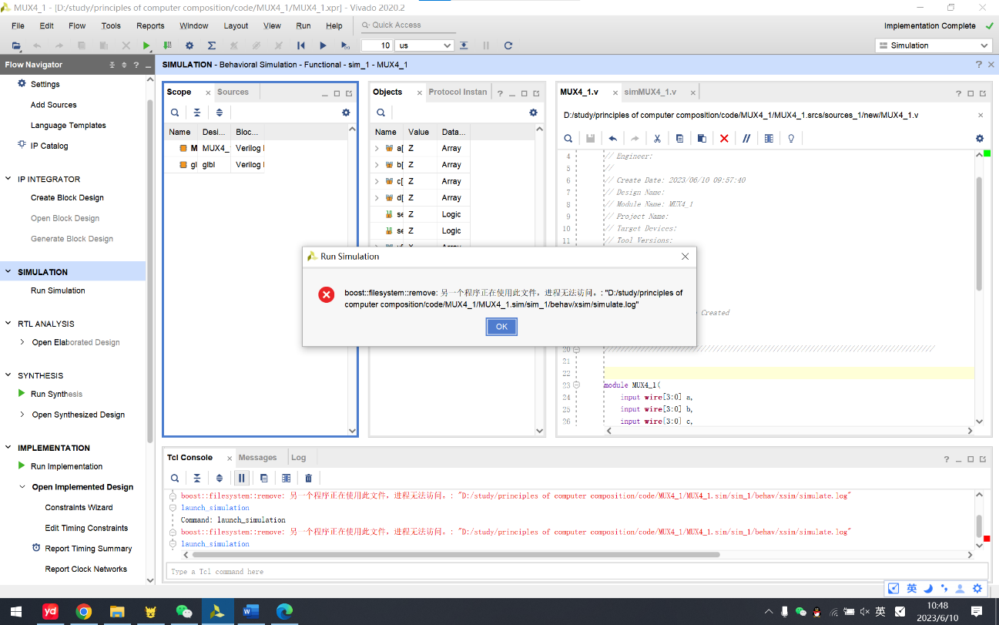 MUX4_1 - [D:/study/principles of computer composition/code/MUX4_1/MUX4_1.xpr] - Vivado 2020.2
File Edit Flow Tools Reports Window Layout View Run Help Quick Access Implementation Complete
10 us Simulation
Flow Navigator
SIMULATION - Behavioral Simulation - Functional - sim_1 - MUX4_1
Settings
Add Sources
Language Templates
IP Catalog
IP INTEGRATOR
Create Block Design
Open Block Design
Generate Block Design
SIMULATION
Run Simulation
RTL ANALYSIS
Open Elaborated Design
SYNTHESIS
Run Synthesis
Open Synthesized Design
IMPLEMENTATION
Run Implementation
Open Implemented Design
Constraints Wizard
Edit Timing Constraints
Report Timing Summary
Report Clock Networks
Scope Sources
Name Desi... Bloc...
M MUX4_ Verilog
gl glbl Verilog
Objects Protocol Instan
Name Value Data...
a[ Z Array
b[ Z Array
c[ Z Array
d[ Z Array
se Z Logic
se Z Logic
MUX4_1.v simMUX4_1.v
D:/study/principles of computer composition/code/MUX4_1/MUX4_1.srcs/sources_1/new/MUX4_1.v
4 // Engineer:
5 //
6 // Create Date: 2023/06/10 09:57:40
7 // Design Name:
8 // Module Name: MUX4_1
9 // Project Name:
10 // Target Devices:
11 // Tool Versions:
Created
20 //////////////////////////////////////////////////////////////////////////////////
21
22
23 module MUX4_1(
24 input wire[3:0] a,
25 input wire[3:0] b,
26 input wire[3:0] c,
Run Simulation
boost::filesystem::remove: 另一个程序正在使用此文件，进程无法访问。: "D:/study/principles of
computer composition/code/MUX4_1/MUX4_1.sim/sim_1/behav/xsim/simulate.log"
OK
Tcl Console Messages Log
boost::filesystem::remove: 另一个程序正在使用此文件，进程无法访问。: "D:/study/principles of computer composition/code/MUX4_1/MUX4_1.sim/sim_1/behav/xsim/simulate.log"
launch_simulation
Command: launch_simulation
boost::filesystem::remove: 另一个程序正在使用此文件，进程无法访问。: "D:/study/principles of computer composition/code/MUX4_1/MUX4_1.sim/sim_1/behav/xsim/simulate.log"
launch_simulation
Type a Tcl command here
英
yd
英
10:48
2023/6/10